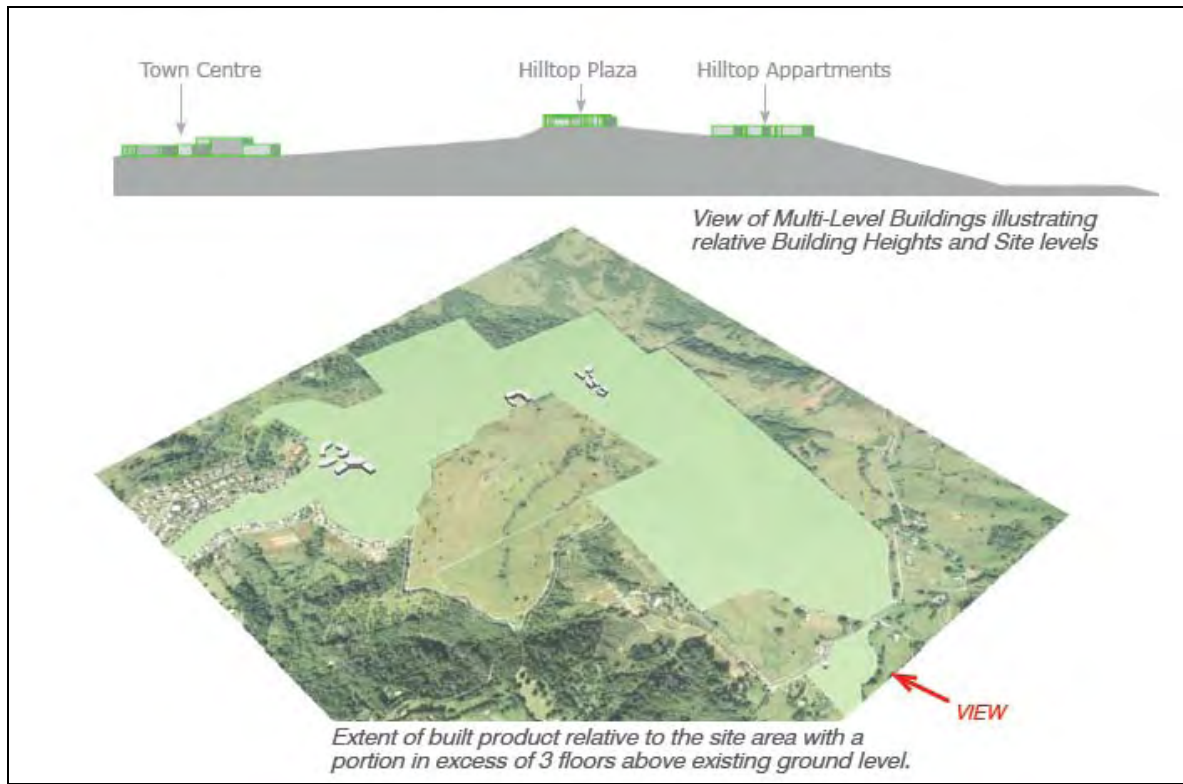 Town Centre
Hilltop Plaza
Hilltop Appartments
View of Multi-Level Buildings illustrating
relative Building Heights and Site levels
VIEW
Extent of built product relative to the site area with a
portion in excess of 3 floors above existing ground level.